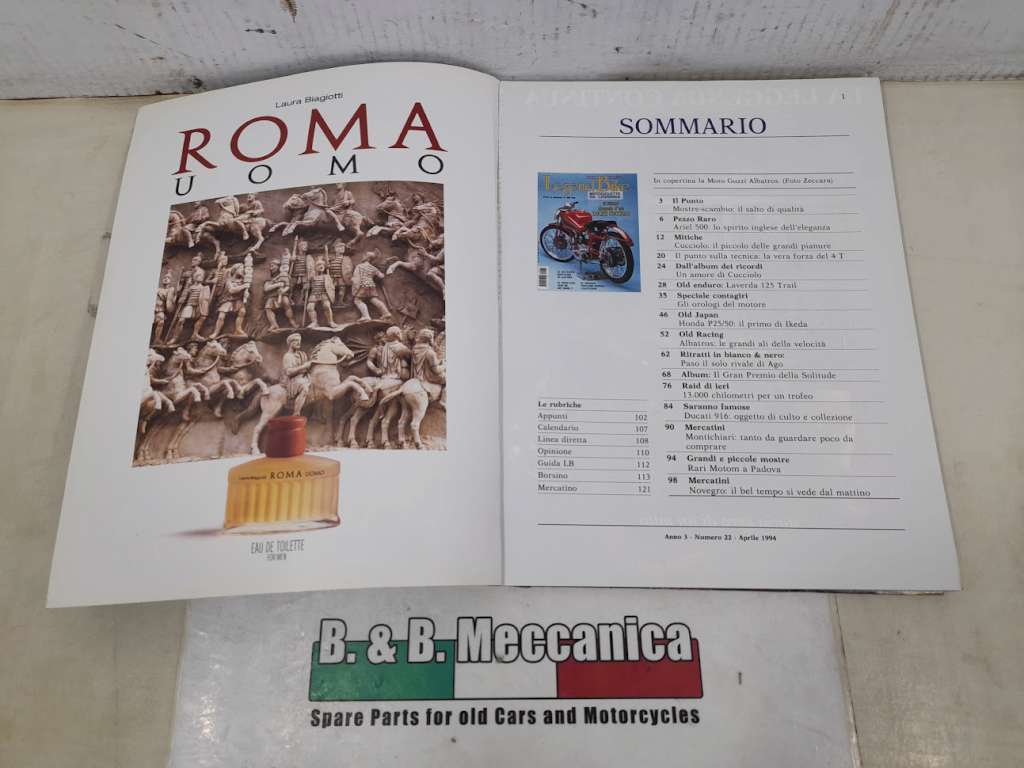 Laura Biagiotti
ROMA
UOMO
Laura Biagiotti ROMA UOMO
EAU DE TOILETTE
FOR MEN
1
SOMMARIO
Legend Bike
In copertina la Moto Guzzi Albatros. (Foto Zeccara)
3 Il Punto
Mostre-scambio: il salto di qualità
6 Pezzo Raro
Ariel 500: lo spirito inglese dell'eleganza
12 Mitiche
Cucciolo, il piccolo delle grandi pianure
20 Il punto sulla tecnica: la vera forza del 4 T
24 Dall'album dei ricordi
Un amore di Cucciolo
28 Old enduro: Laverda 125 Trail
35 Speciale contagiri
Gli orologi del motore
46 Old Japan
Honda P25/50: il primo di Ikeda
52 Old Racing
Albatros: le grandi ali della velocità
62 Ritratti in bianco & nero:
Paso il solo rivale di Ago
68 Album: Il Gran Premio della Solitude
76 Raid di ieri
13.000 chilometri per un trofeo
84 Saranno famose
Ducati 916: oggetto di culto e collezione
90 Mercatini
Montichiari: tanto da guardare poco da
comprare
94 Grandi e piccole mostre
Rari Motom a Padova
98 Mercatini
Novegro: il bel tempo si vede dal mattino
Le rubriche
Appunti 102
Calendario 107
Linea diretta 108
Opinione 110
Guida LB 112
Borsino 113
Mercatino 121
Anno 3 - Numero 22 - Aprile 1994
B. & B. Meccanica
Spare Parts for old Cars and Motorcycles